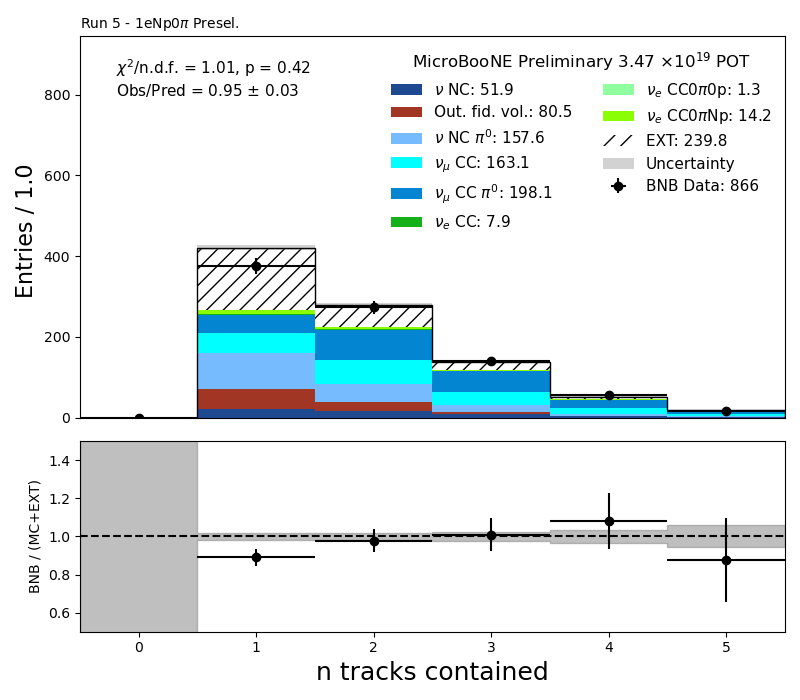 Run 5 - 1eNp0π Presel.
χ²/n.d.f. = 1.01, p = 0.42
Obs/Pred = 0.95 ± 0.03
MicroBooNE Preliminary 3.47 ×10¹⁹ POT
ν NC: 51.9
Out. fid. vol.: 80.5
ν NC π⁰: 157.6
ν_μ CC: 163.1
ν_μ CC π⁰: 198.1
ν_e CC: 7.9
ν_e CC0π0p: 1.3
ν_e CC0πNp: 14.2
EXT: 239.8
Uncertainty
BNB Data: 866
Entries / 1.0
800
600
400
200
0
BNB / (MC+EXT)
1.4
1.2
1.0
0.8
0.6
0 1 2 3 4 5
n tracks contained